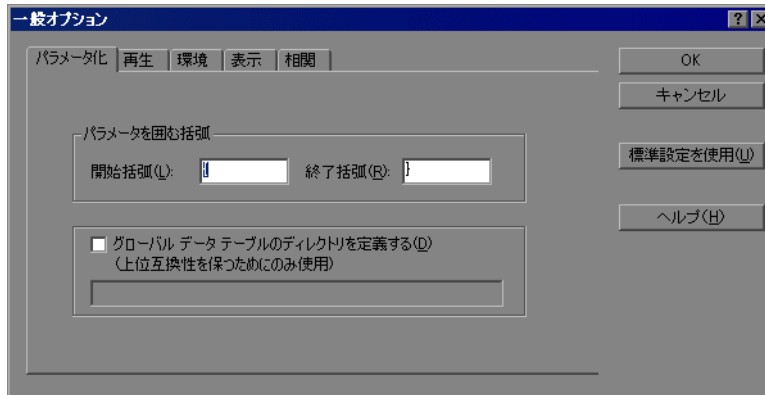 一般オプション
パラメータ化 再生 環境 表示 相関
OK
キャンセル
標準設定を使用(U)
ヘルプ(H)
パラメータを囲む括弧
開始括弧(L): { 終了括弧(R): }
グローバル データ テーブルのディレクトリを定義する(D)
(上位互換性を保つためにのみ使用)